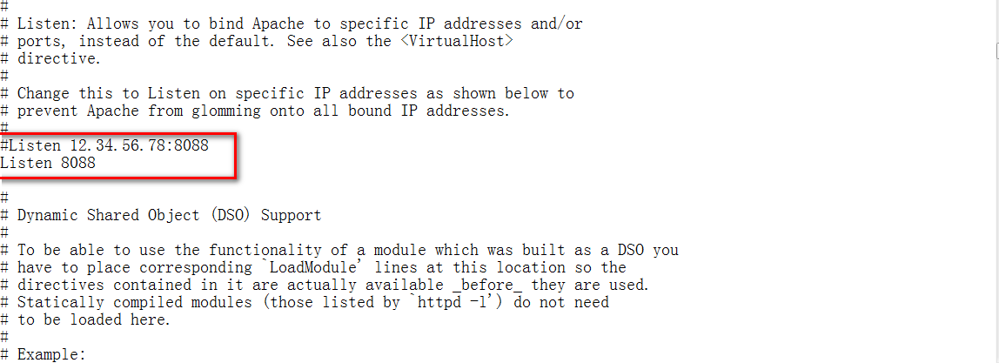 #
# Listen: Allows you to bind Apache to specific IP addresses and/or
# ports, instead of the default. See also the <VirtualHost>
# directive.
#
# Change this to Listen on specific IP addresses as shown below to
# prevent Apache from glomming onto all bound IP addresses.
#
#Listen 12.34.56.78:8088
Listen 8088
#
# Dynamic Shared Object (DSO) Support
#
# To be able to use the functionality of a module which was built as a DSO you
# have to place corresponding `LoadModule' lines at this location so the
# directives contained in it are actually available _before_ they are used.
# Statically compiled modules (those listed by `httpd -l') do not need
# to be loaded here.
#
# Example: